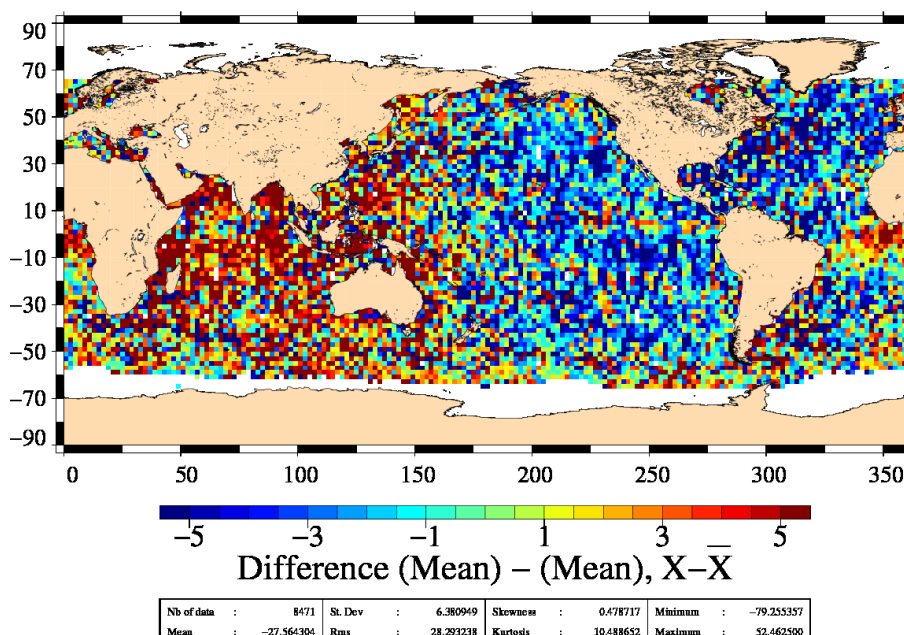 90
70
50
30
10
−10
−30
−50
−70
−90
0 50 100 150 200 250 300 350
−5 −3 −1 1 3 5
Difference (Mean) − (Mean), X−X̅
Nb of data : 8471 St. Dev : 6.380949 Skewness : 0.478717 Minimum : −79.255357
Mean : −27.564304 Rms : 28.293238 Kurtosis : 10.488652 Maximum : 52.462500